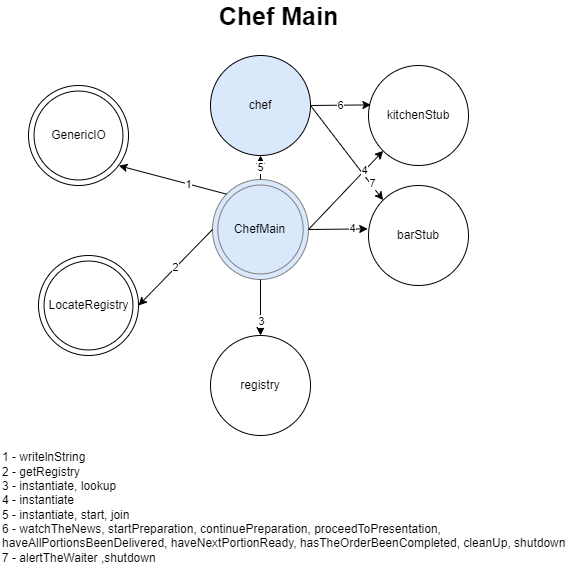 Chef Main
chef
6
kitchenStub
GenericIO
1
5
4
7
ChefMain
4
barStub
2
LocateRegistry
3
registry
1 - writeInString
2 - getRegistry
3 - instantiate, lookup
4 - instantiate
5 - instantiate, start, join
6 - watchTheNews, startPreparation, continuePreparation, proceedToPresentation,
haveAllPortionsBeenDelivered, haveNextPortionReady, hasTheOrderBeenCompleted, cleanUp, shutdown
7 - alertTheWaiter ,shutdown